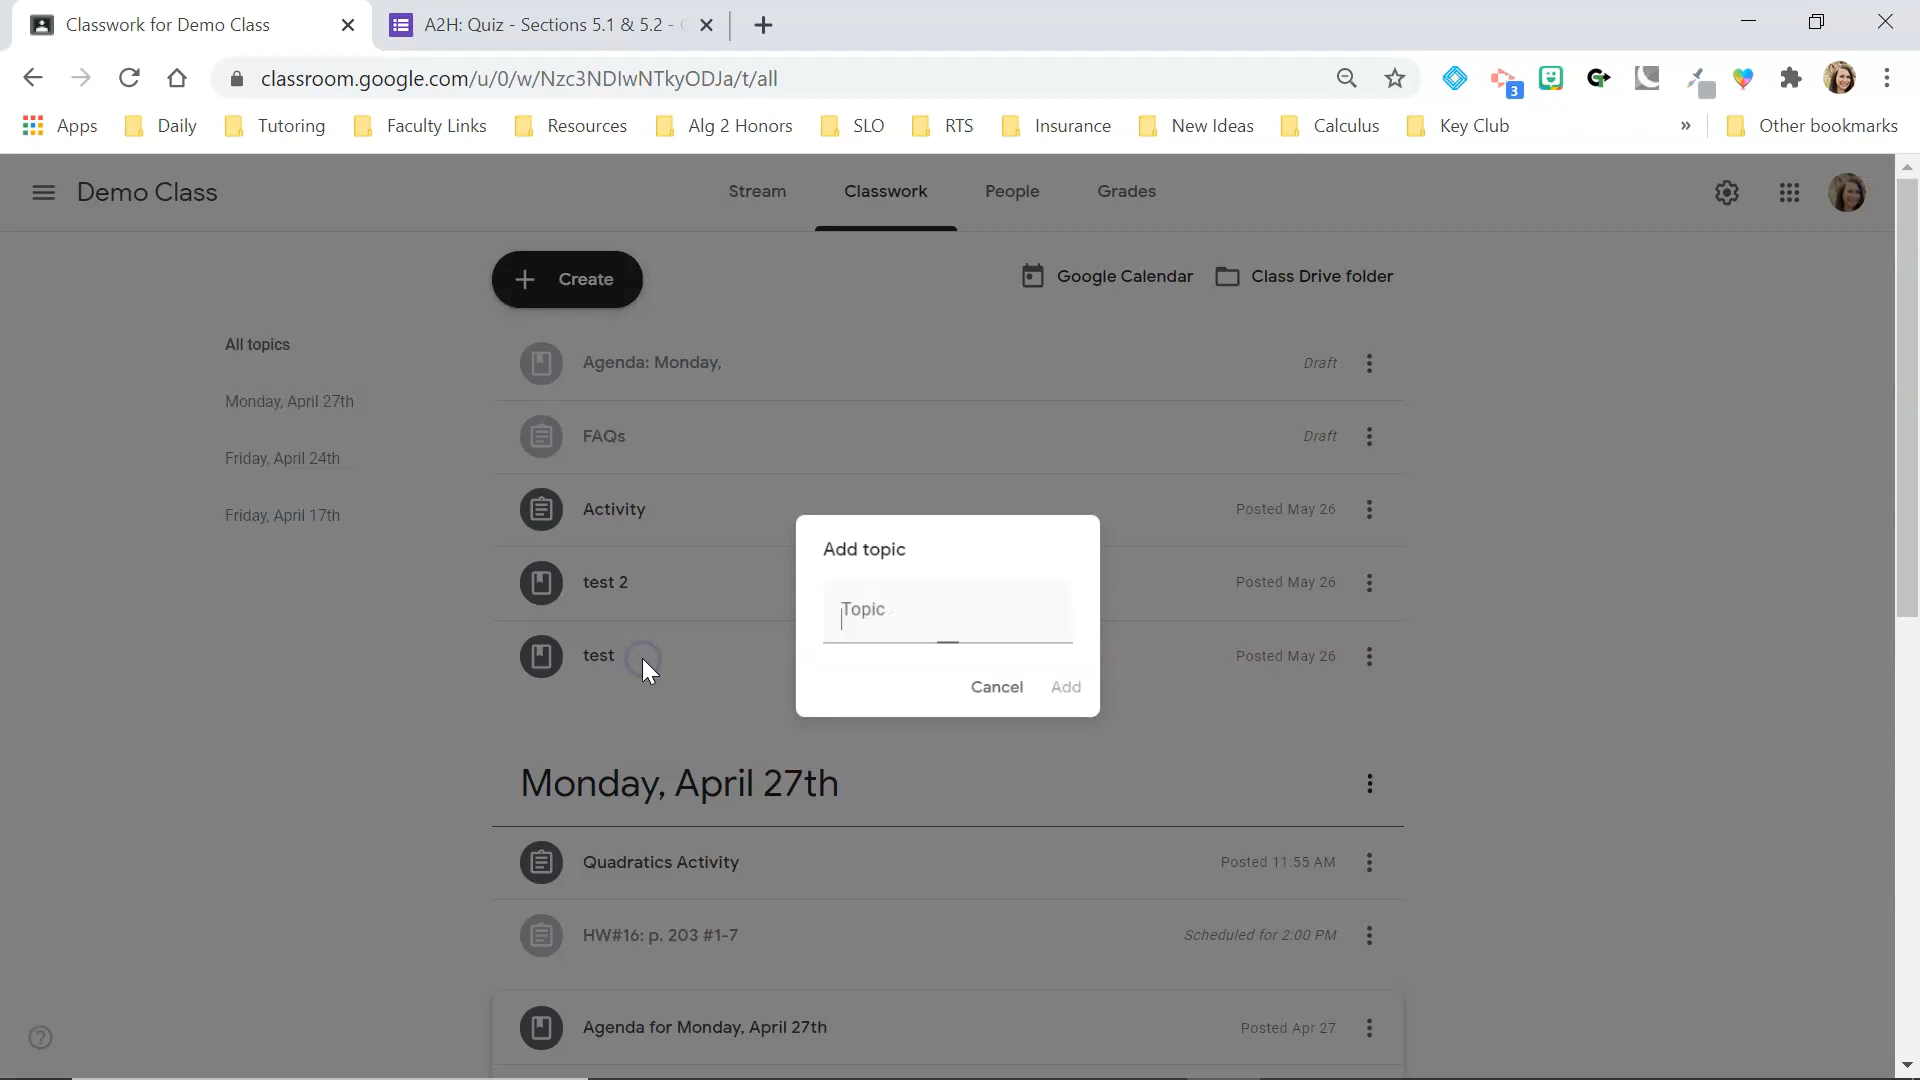 Classwork for Demo Class
A2H: Quiz - Sections 5.1 & 5.2 -
classroom.google.com/u/0/w/Nzc3NDIwNTkyODJa/t/all
3
Apps
Daily
Tutoring
Faculty Links
Resources
Alg 2 Honors
SLO
RTS
Insurance
New Ideas
Calculus
Key Club
»
Other bookmarks
Demo Class
Stream
Classwork
People
Grades
Create
Google Calendar
Class Drive folder
All topics
Monday, April 27th
Friday, April 24th
Friday, April 17th
Agenda: Monday,
Draft
FAQs
Draft
Activity
Posted May 26
test 2
Posted May 26
test
Posted May 26
Add topic
Topic
Cancel
Add
Monday, April 27th
Quadratics Activity
Posted 11:55 AM
HW#16: p. 203 #1-7
Scheduled for 2:00 PM
Agenda for Monday, April 27th
Posted Apr 27